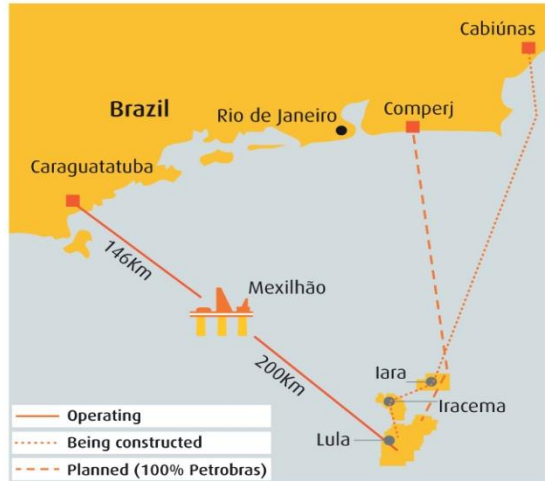 Cabiúnas
Brazil
Rio de Janeiro
Comperj
Caraguatatuba
146Km
Mexilhão
200Km
Iara
Iracema
Lula
Operating
Being constructed
Planned (100% Petrobras)